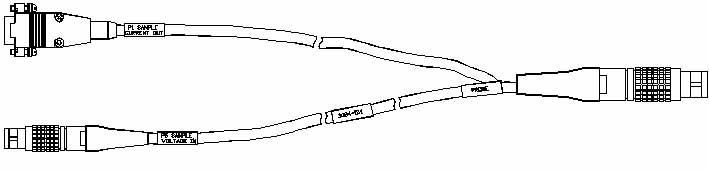 P1 SAMPLE
CURRENT OUT
PROBE
P5 SAMPLE
VOLTAGE IN